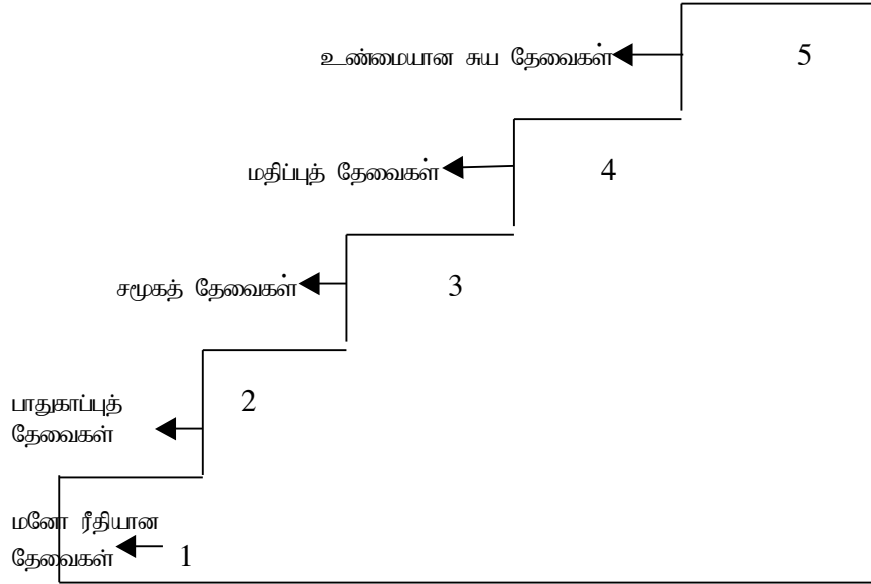 உண்மையான சுய தேவைகள் 5
மதிப்புத் தேவைகள் 4
சமூகத் தேவைகள் 3
பாதுகாப்புத்
தேவைகள் 2
மனோ ரீதியான
தேவைகள் 1